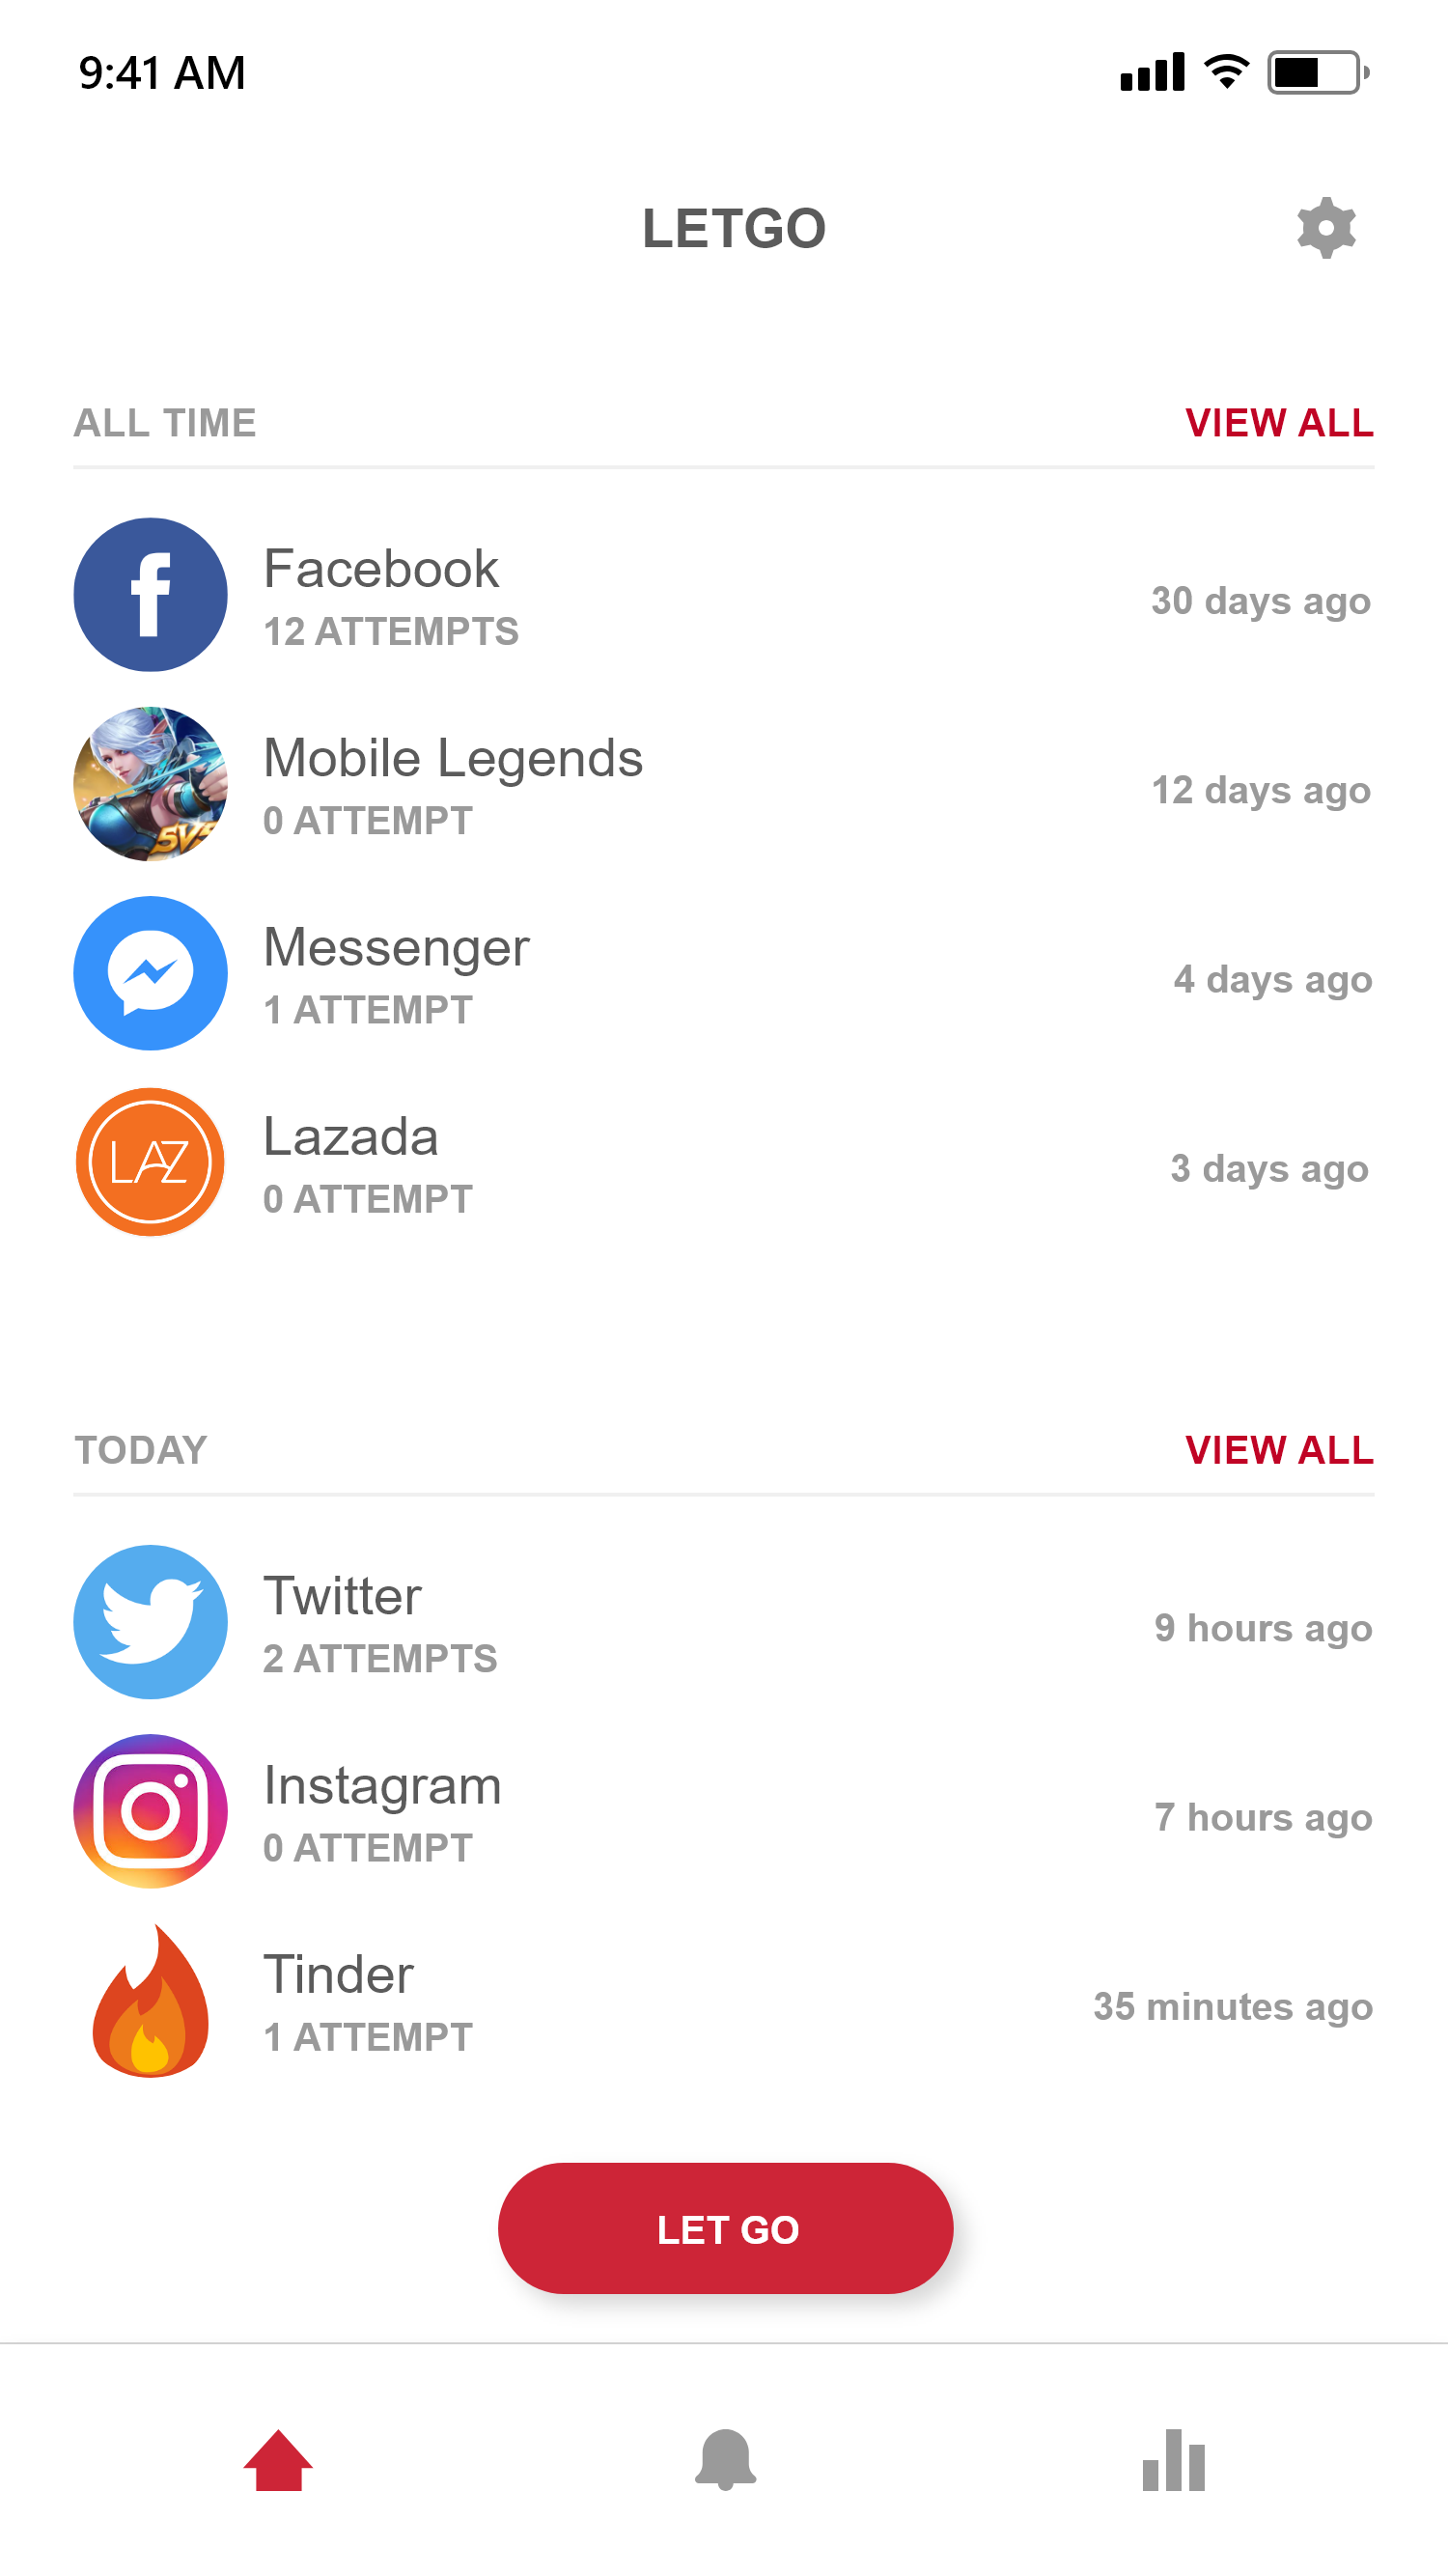 9:41 AM
LETGO
ALL TIME
VIEW ALL
Facebook
12 ATTEMPTS
30 days ago
5V5
Mobile Legends
0 ATTEMPT
12 days ago
Messenger
1 ATTEMPT
4 days ago
LAZ
Lazada
0 ATTEMPT
3 days ago
TODAY
VIEW ALL
Twitter
2 ATTEMPTS
9 hours ago
Instagram
0 ATTEMPT
7 hours ago
Tinder
1 ATTEMPT
35 minutes ago
LET GO